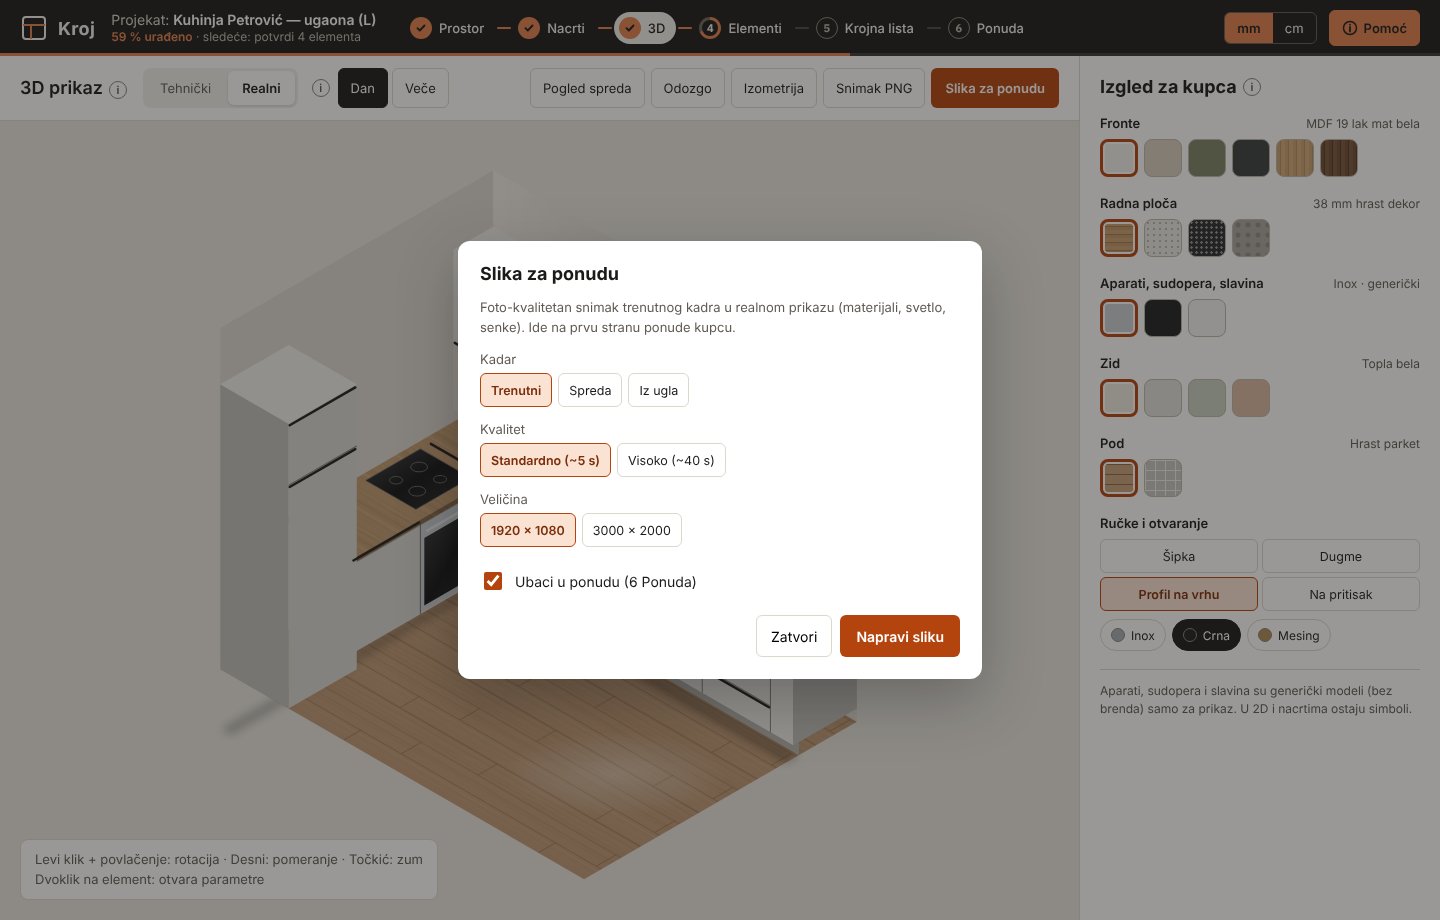 Kroj
Projekat: Kuhinja Petrović — ugaona (L)
59 % urađeno · sledeće: potvrdi 4 elementa
Prostor
Nacrti
3D
4 Elementi
5 Krojna lista
6 Ponuda
mm
cm
Pomoć
3D prikaz
Tehnički
Realni
Dan
Veče
Pogled spreda
Odozgo
Izometrija
Snimak PNG
Slika za ponudu
Slika za ponudu
Foto-kvalitetan snimak trenutnog kadra u realnom prikazu (materijali, svetlo,
senke). Ide na prvu stranu ponude kupcu.
Kadar
Trenutni
Spreda
Iz ugla
Kvalitet
Standardno (~5 s)
Visoko (~40 s)
Veličina
1920 × 1080
3000 × 2000
Ubaci u ponudu (6 Ponuda)
Zatvori
Napravi sliku
Levi klik + povlačenje: rotacija · Desni: pomeranje · Točkić: zum
Dvoklik na element: otvara parametre
Izgled za kupca
Fronte
MDF 19 lak mat bela
Radna ploča
38 mm hrast dekor
Aparati, sudopera, slavina
Inox · generički
Zid
Topla bela
Pod
Hrast parket
Ručke i otvaranje
Šipka
Dugme
Profil na vrhu
Na pritisak
Inox
Crna
Mesing
Aparati, sudopera i slavina su generički modeli (bez
brenda) samo za prikaz. U 2D i nacrtima ostaju simboli.